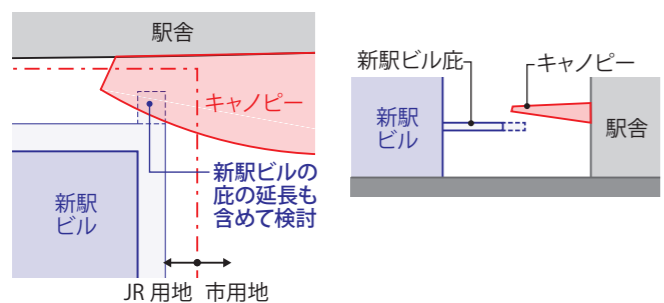 駅舎
キャノピー
新駅ビルの
庇の延長も
含めて検討
新駅
ビル
JR 用地
市用地
新駅ビル庇
キャノピー
新駅
ビル
駅舎